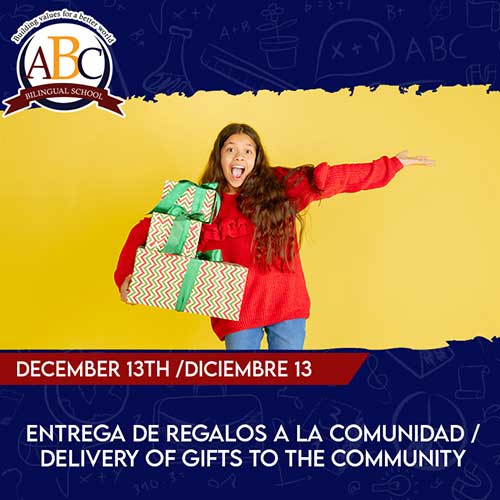 Building values for a better world
ABC
BILINGUAL SCHOOL
X+Y
ABC
DECEMBER 13TH /DICIEMBRE 13
ENTREGA DE REGALOS A LA COMUNIDAD /
DELIVERY OF GIFTS TO THE COMMUNITY